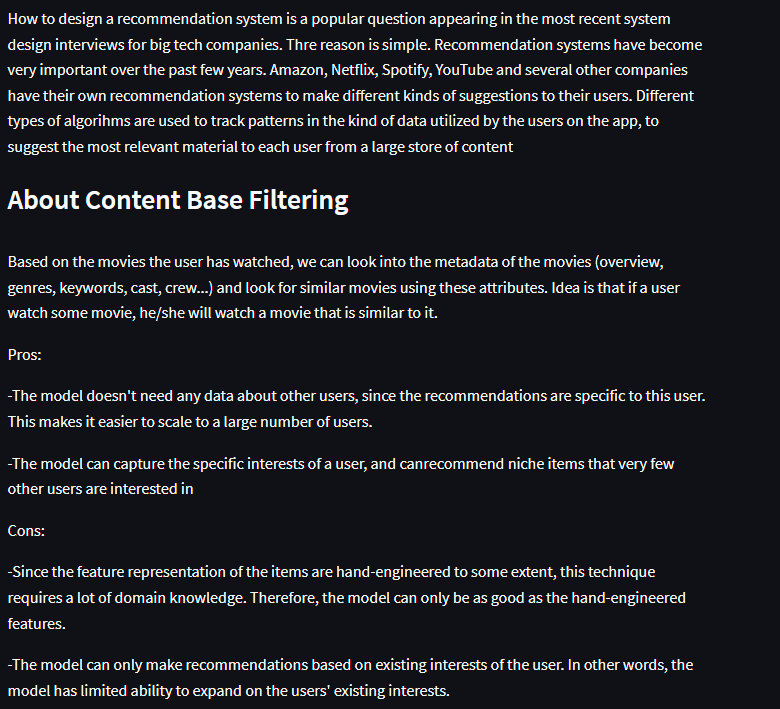 How to design a recommendation system is a popular question appearing in the most recent system
design interviews for big tech companies. Thre reason is simple. Recommendation systems have become
very important over the past few years. Amazon, Netflix, Spotify, YouTube and several other companies
have their own recommendation systems to make different kinds of suggestions to their users. Different
types of algorihms are used to track patterns in the kind of data utilized by the users on the app, to
suggest the most relevant material to each user from a large store of content
About Content Base Filtering
Based on the movies the user has watched, we can look into the metadata of the movies (overview,
genres, keywords, cast, crew...) and look for similar movies using these attributes. Idea is that if a user
watch some movie, he/she will watch a movie that is similar to it.
Pros:
-The model doesn't need any data about other users, since the recommendations are specific to this user.
This makes it easier to scale to a large number of users.
-The model can capture the specific interests of a user, and canrecommend niche items that very few
other users are interested in
Cons:
-Since the feature representation of the items are hand-engineered to some extent, this technique
requires a lot of domain knowledge. Therefore, the model can only be as good as the hand-engineered
features.
-The model can only make recommendations based on existing interests of the user. In other words, the
model has limited ability to expand on the users' existing interests.